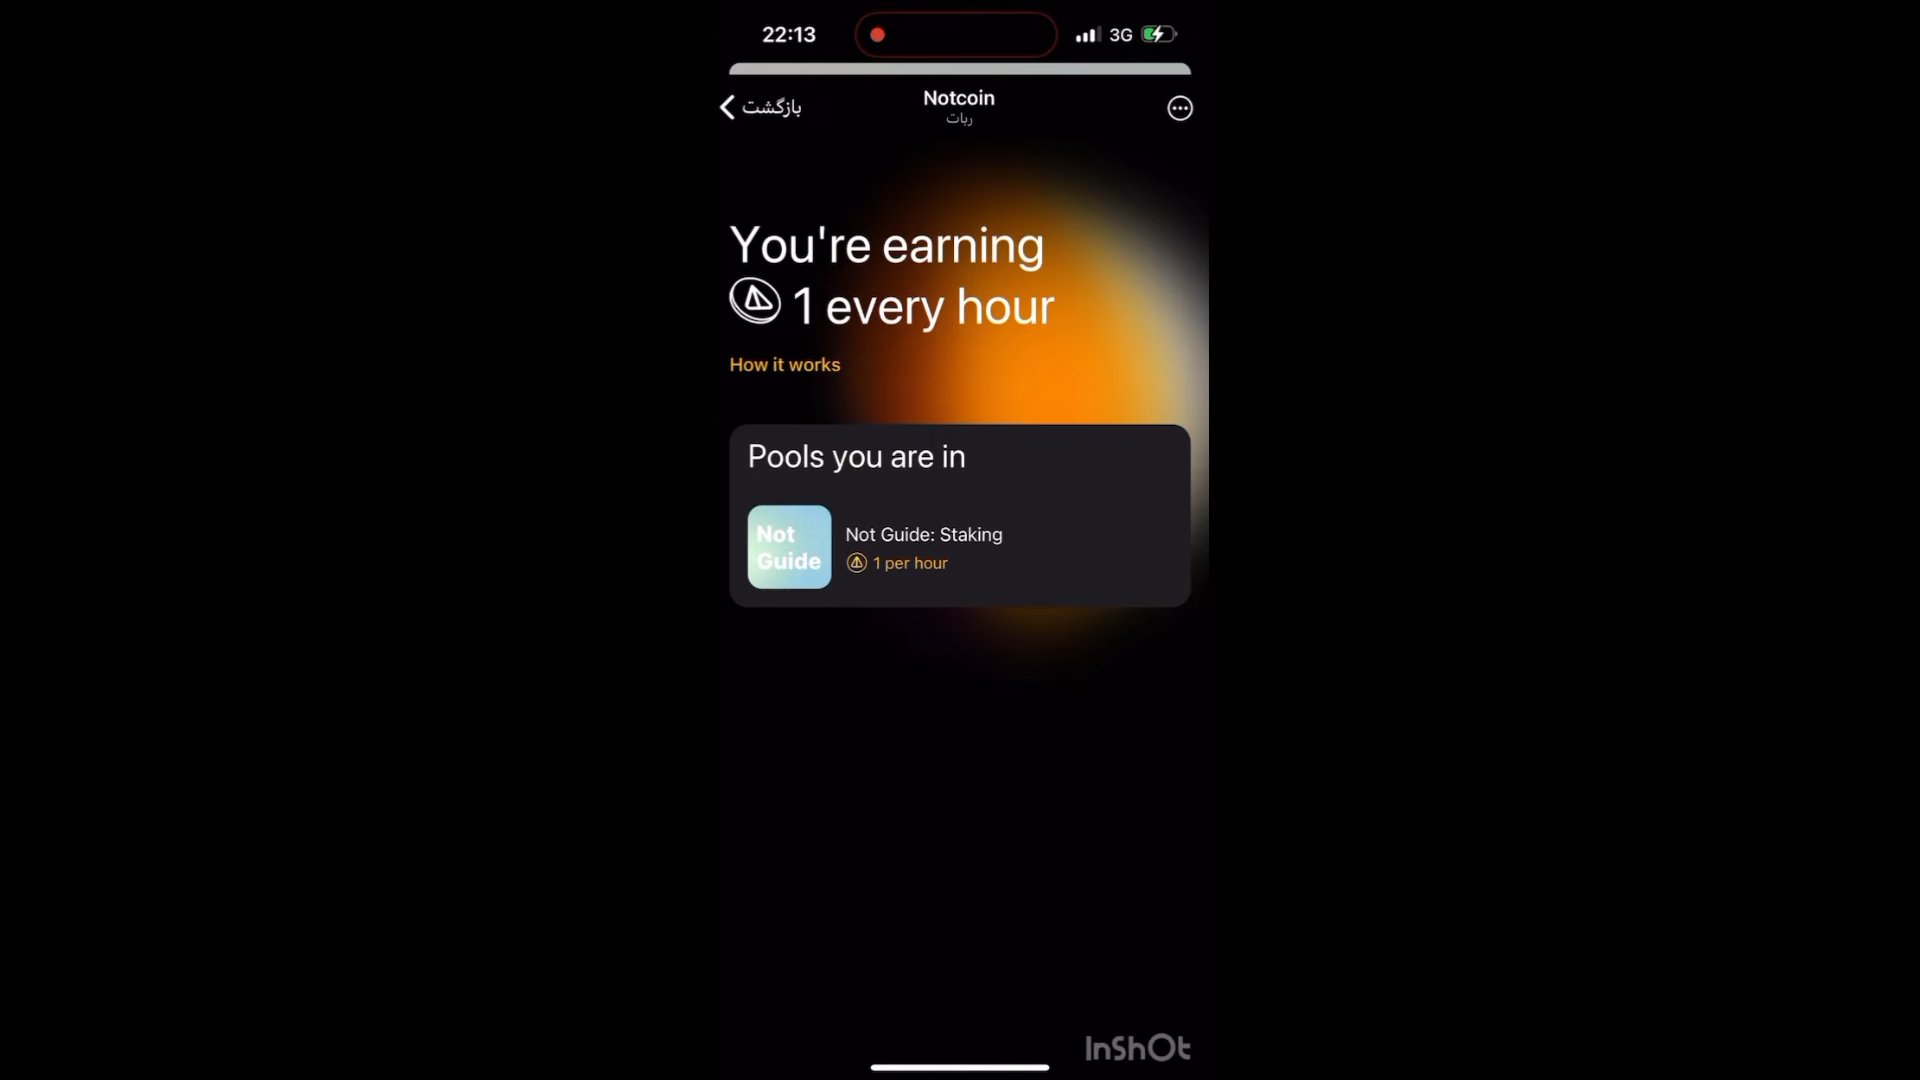 22:13
3G
بازگشت
Notcoin
ربات
You're earning
1 every hour
How it works
Pools you are in
Not
Guide
Not Guide: Staking
1 per hour
InShOt